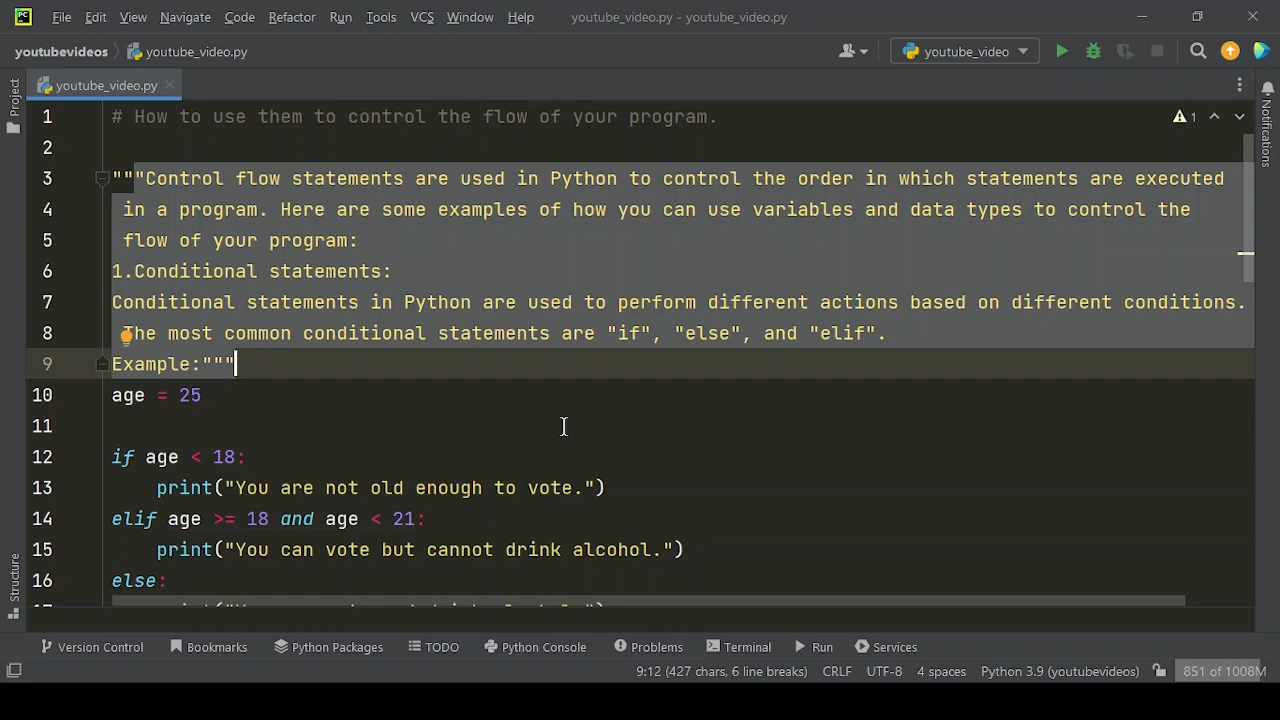 PC File Edit View Navigate Code Refactor Run Tools VCS Window Help youtube_video.py - youtube_video.py
youtubevideos youtube_video.py youtube_video
Project youtube_video.py Notifications
1 # How to use them to control the flow of your program. 1
2
3 """Control flow statements are used in Python to control the order in which statements are executed
4 in a program. Here are some examples of how you can use variables and data types to control the
5 flow of your program:
6 1.Conditional statements:
7 Conditional statements in Python are used to perform different actions based on different conditions.
8 The most common conditional statements are "if", "else", and "elif".
9 Example:"""
10 age = 25
11
12 if age < 18:
13 print("You are not old enough to vote.")
14 elif age >= 18 and age < 21:
15 print("You can vote but cannot drink alcohol.")
16 else:
Structure
Version Control Bookmarks Python Packages TODO Python Console Problems Terminal Run Services
9:12 (427 chars, 6 line breaks) CRLF UTF-8 4 spaces Python 3.9 (youtubevideos) 851 of 1008M